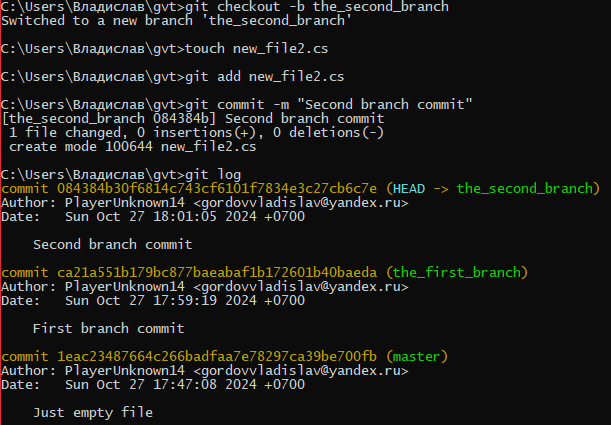 C:\Users\Владислав\gvt>git checkout -b the_second_branch
Switched to a new branch 'the_second_branch'
C:\Users\Владислав\gvt>touch new_file2.cs
C:\Users\Владислав\gvt>git add new_file2.cs
C:\Users\Владислав\gvt>git commit -m "Second branch commit"
[the_second_branch 084384b] Second branch commit
 1 file changed, 0 insertions(+), 0 deletions(-)
 create mode 100644 new_file2.cs
C:\Users\Владислав\gvt>git log
commit 084384b30f6814c743cf6101f7834e3c27cb6c7e (HEAD -> the_second_branch)
Author: PlayerUnknown14 <gordovvladislav@yandex.ru>
Date:   Sun Oct 27 18:01:05 2024 +0700
    Second branch commit
commit ca21a551b179bc877baeabaf1b172601b40baeda (the_first_branch)
Author: PlayerUnknown14 <gordovvladislav@yandex.ru>
Date:   Sun Oct 27 17:59:19 2024 +0700
    First branch commit
commit 1eac23487664c266badfaa7e78297ca39be700fb (master)
Author: PlayerUnknown14 <gordovvladislav@yandex.ru>
Date:   Sun Oct 27 17:47:08 2024 +0700
    Just empty file